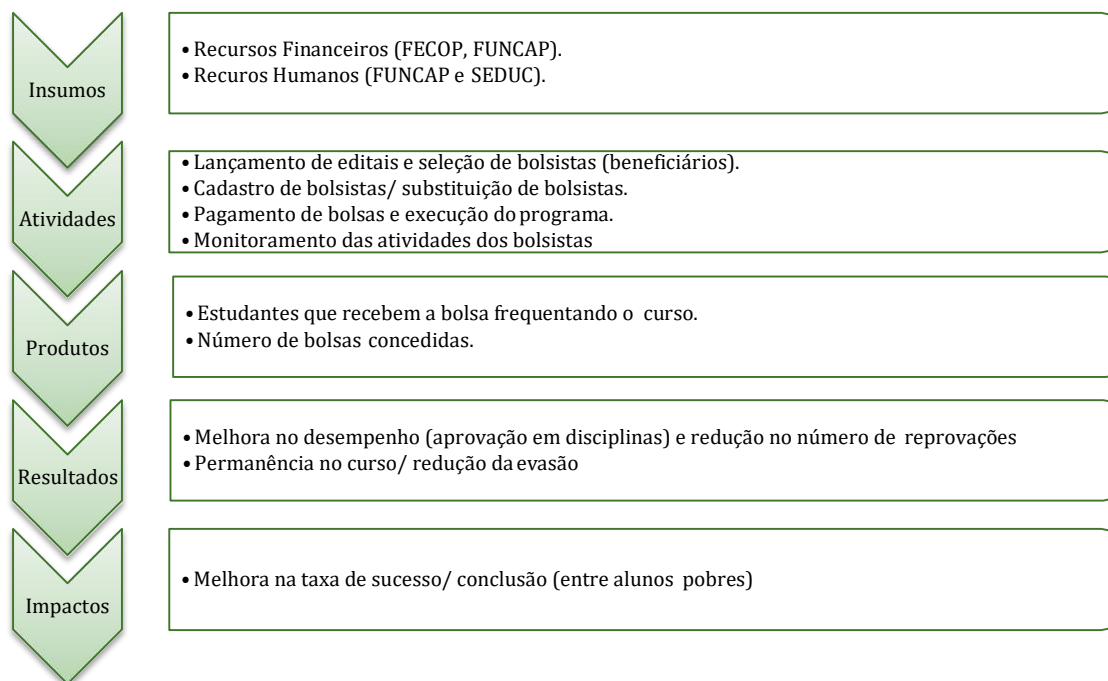 Insumos
• Recursos Financeiros (FECOP, FUNCAP).
• Recuros Humanos (FUNCAP e SEDUC).
Atividades
• Lançamento de editais e seleção de bolsistas (beneficiários).
• Cadastro de bolsistas/ substituição de bolsistas.
• Pagamento de bolsas e execução do programa.
• Monitoramento das atividades dos bolsistas
Produtos
• Estudantes que recebem a bolsa frequentando o curso.
• Número de bolsas concedidas.
Resultados
• Melhora no desempenho (aprovação em disciplinas) e redução no número de reprovações
• Permanência no curso/ redução da evasão
Impactos
• Melhora na taxa de sucesso/ conclusão (entre alunos pobres)